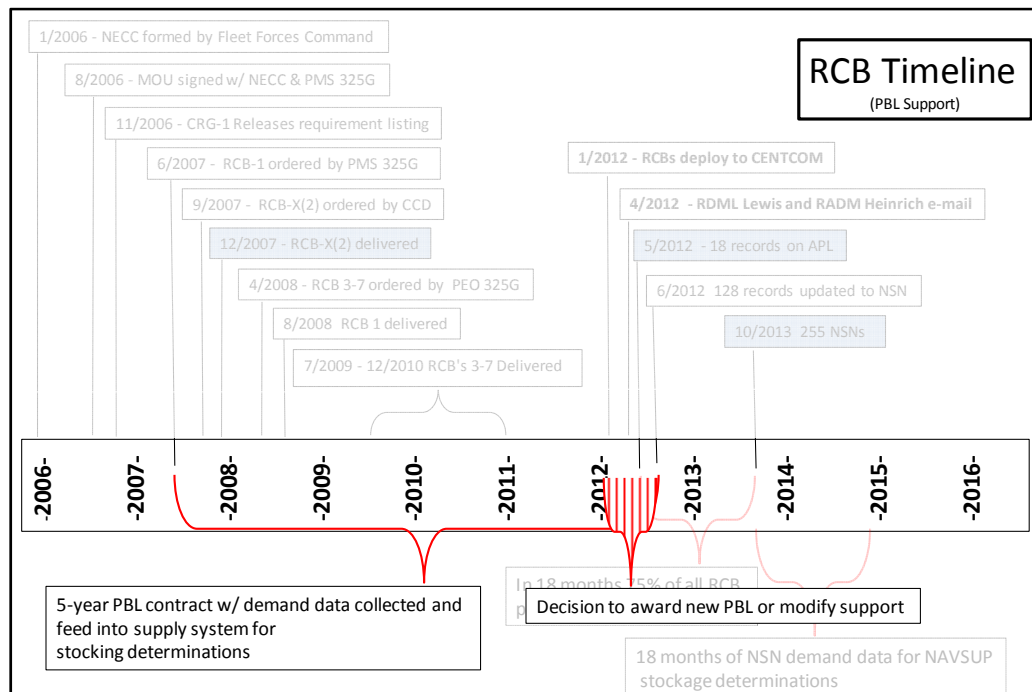 RCB Timeline
(PBL Support)
1/2006 - NECC formed by Fleet Forces Command
8/2006 - MOU signed w/ NECC & PMS 325G
11/2006 - CRG-1 Releases requirement listing
6/2007 - RCB-1 ordered by PMS 325G
9/2007 - RCB-X(2) ordered by CCD
12/2007 - RCB-X(2) delivered
4/2008 - RCB 3-7 ordered by PEO 325G
8/2008 RCB 1 delivered
7/2009 - 12/2010 RCB's 3-7 Delivered
1/2012 - RCBs deploy to CENTCOM
4/2012 - RDML Lewis and RADM Heinrich e-mail
5/2012 - 18 records on APL
6/2012 128 records updated to NSN
10/2013 255 NSNs
-2006-
-2007-
-2008-
-2009-
-2010-
-2011-
-2012-
-2013-
-2014-
-2015-
-2016-
5-year PBL contract w/ demand data collected and
feed into supply system for
stocking determinations
In 18 months 75% of all RCB
Decision to award new PBL or modify support
18 months of NSN demand data for NAVSUP
stockage determinations